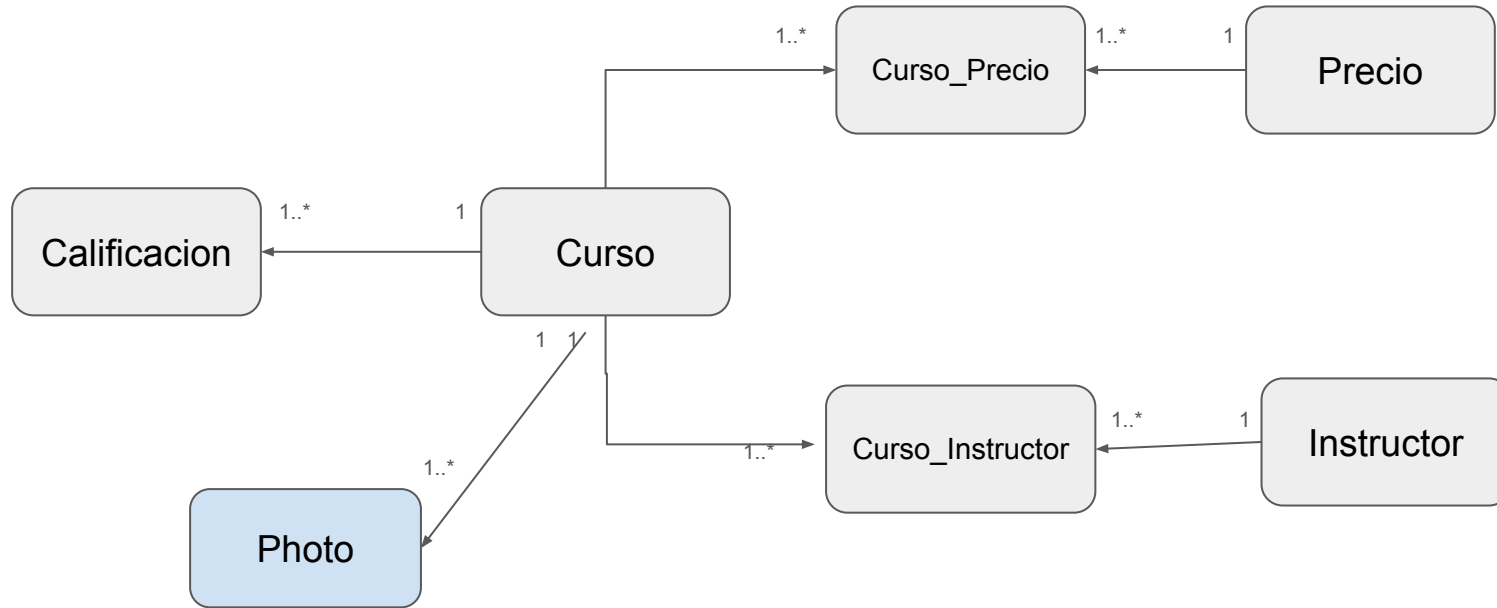 1..*
1..*
1
Curso_Precio
Precio
1..*
1
Calificacion
Curso
1
1
1..*
1..*
1..*
1
Curso_Instructor
Instructor
Photo